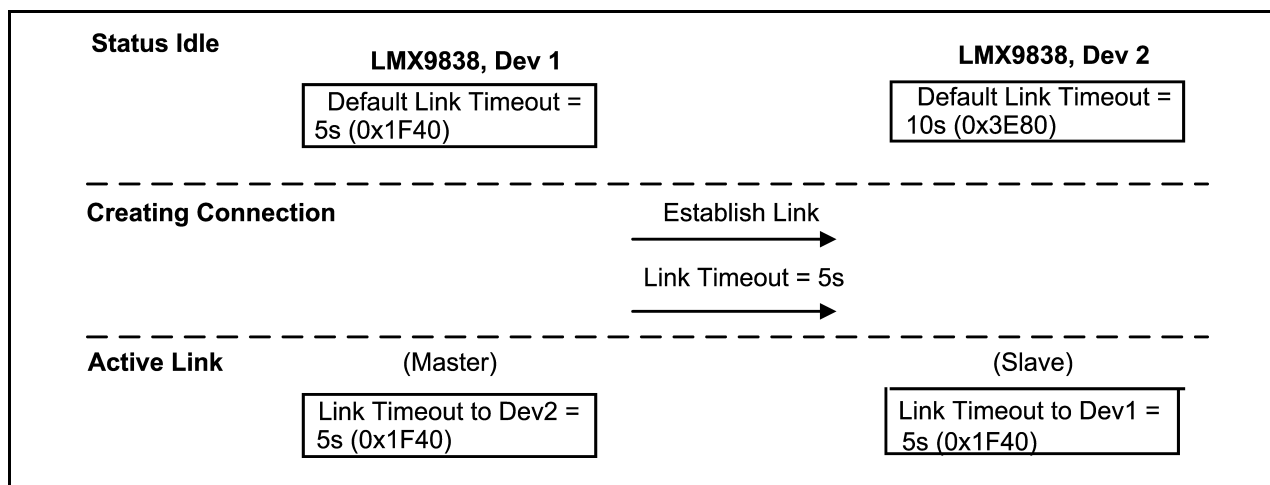 Status Idle
LMX9838, Dev 1
LMX9838, Dev 2
Default Link Timeout =
5s (0x1F40)
Default Link Timeout =
10s (0x3E80)
Creating Connection
Establish Link
Link Timeout = 5s
Active Link
(Master)
(Slave)
Link Timeout to Dev2 =
5s (0x1F40)
Link Timeout to Dev1 =
5s (0x1F40)